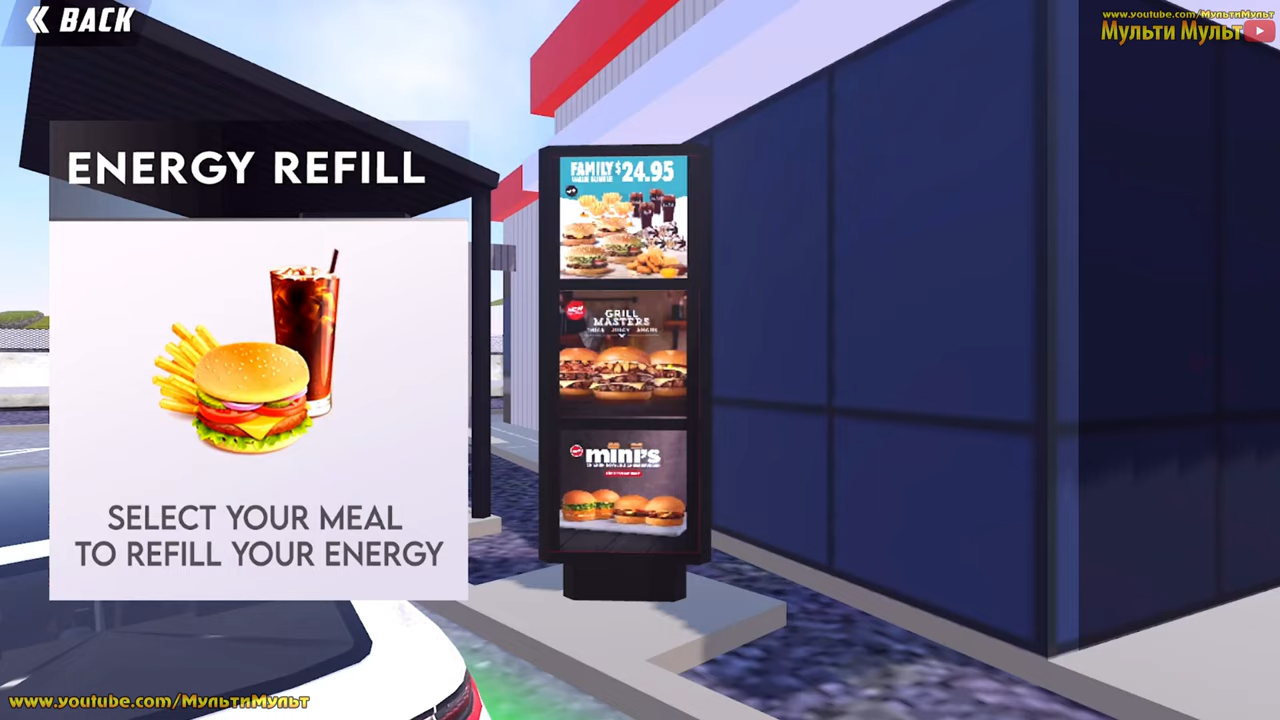 BACK
www.youtube.com/МультиМульт
Мульти Мульт
ENERGY REFILL
SELECT YOUR MEAL
TO REFILL YOUR ENERGY
FAMILY $24.95
GRILL
MASTERS
mini's
www.youtube.com/МультиМульт